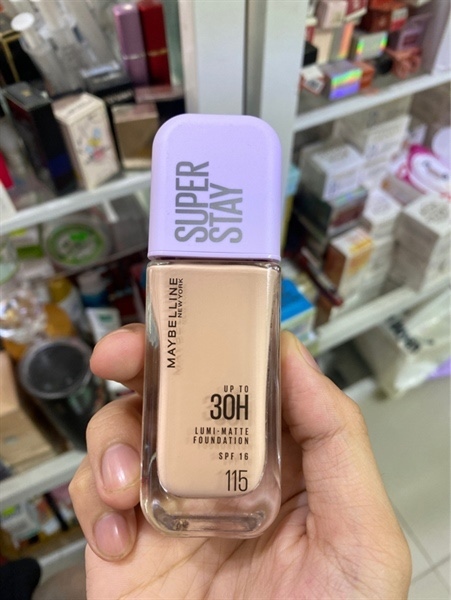 SUPER
STAY
MAYBELLINE
NEW YORK
UP TO
30H
LUMI-MATTE
FOUNDATION
SPF 16
115